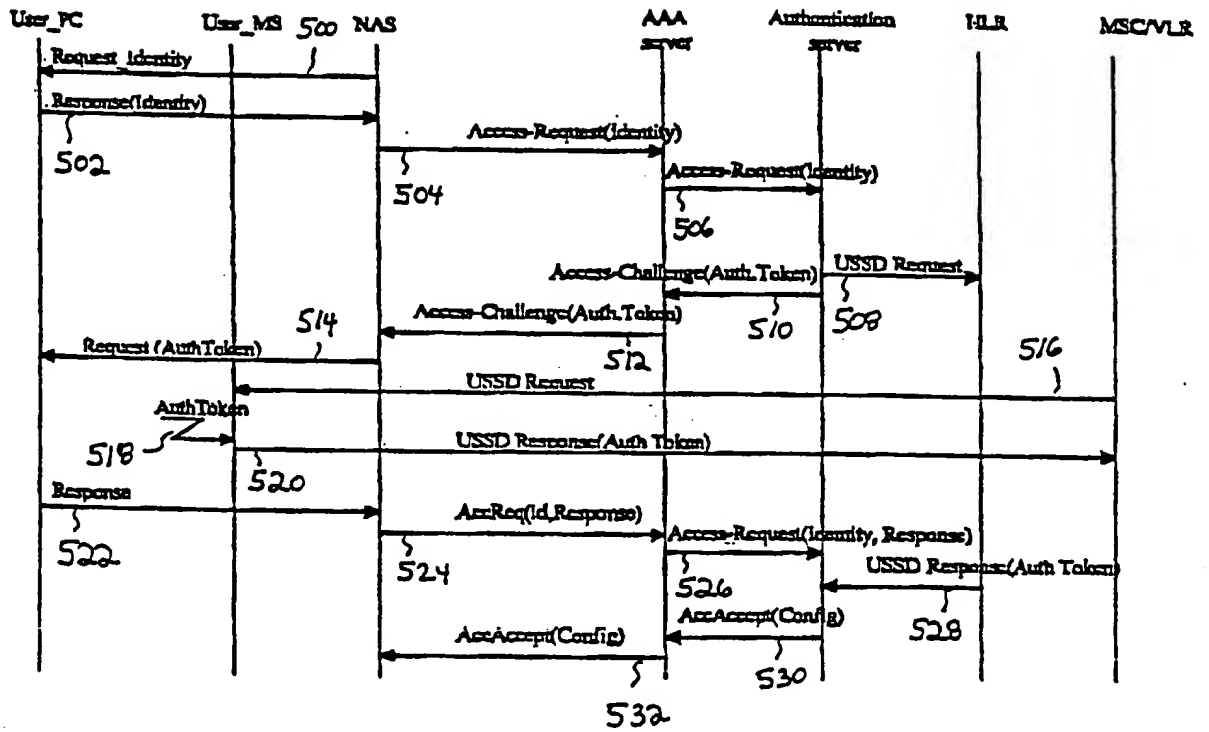 User_PC User_MS 500 NAS AAA server Authentication server HLR MSC/VLR
Request_Identity
Response(Identity)
502
Access-Request(Identity)
504
Access-Request(Identity)
506
USSD Request
508
Access-Challenge(Auth.Token)
510
Access-Challenge(Auth.Token)
512
514
Request (AuthToken)
516
USSD Request
AuthToken
518
USSD Response(Auth Token)
520
Response
522
AccReq(Id,Response)
524
Access-Request(Identity, Response)
526
USSD Response(Auth Token)
528
AccAccept(Config)
530
AccAccept(Config)
532